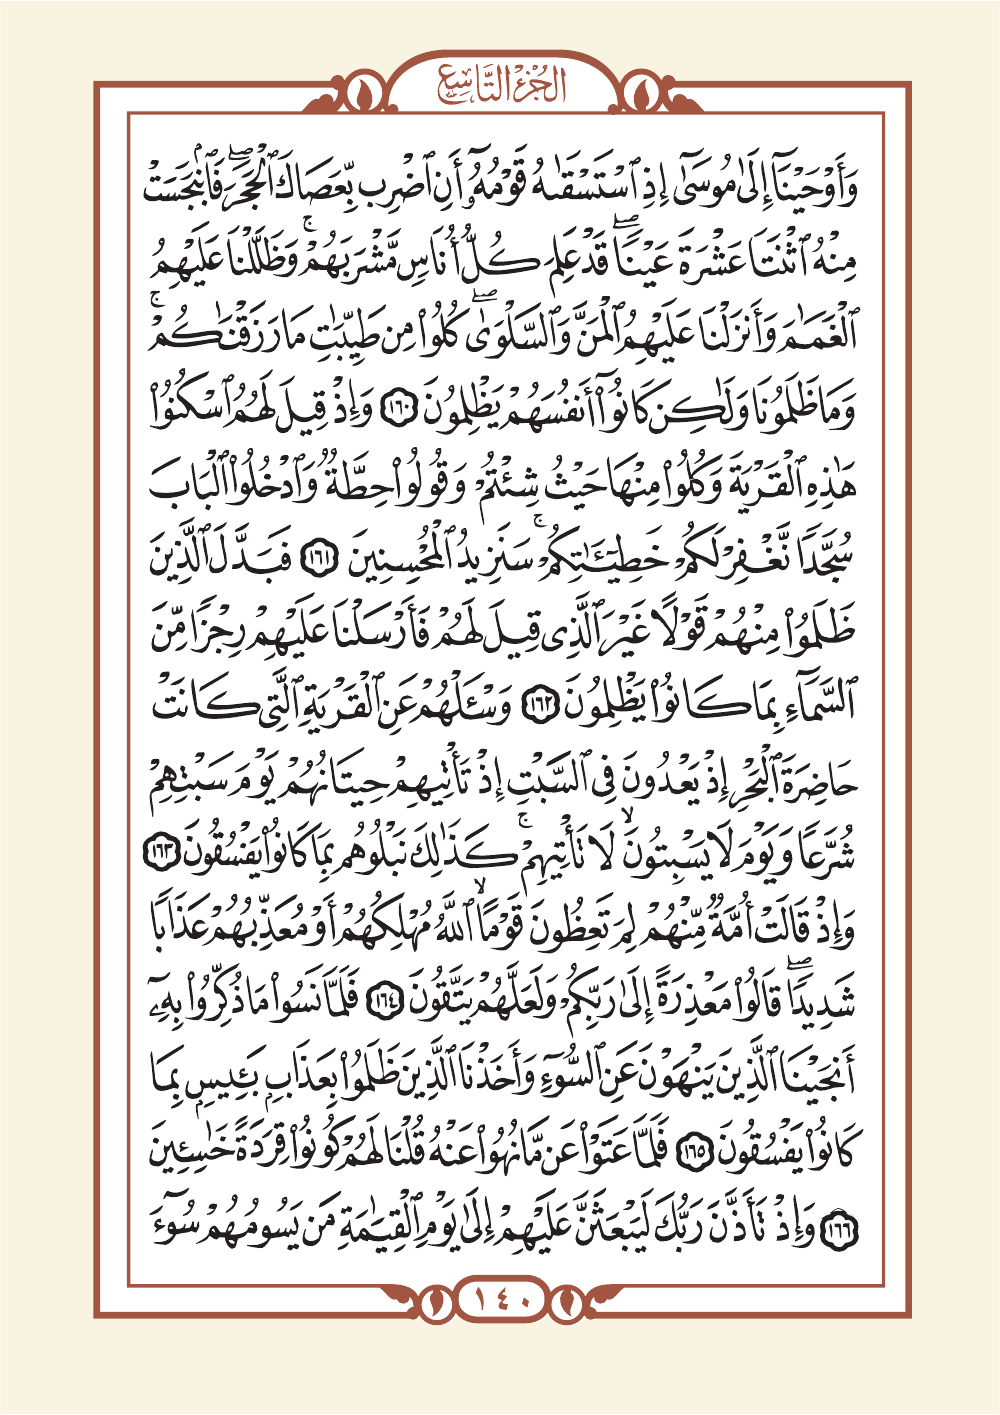 الجُزْءُ التَّاسِعُ
وَأَوْحَيْنَآ إِلَىٰ مُوسَىٰٓ إِذِ ٱسْتَسْقَىٰهُ قَوْمُهُۥٓ أَنِ ٱضْرِب بِّعَصَاكَ ٱلْحَجَرَۖ فَٱنۢبَجَسَتْ
مِنْهُ ٱثْنَتَا عَشْرَةَ عَيْنًاۖ قَدْ عَلِمَ كُلُّ أُنَاسٍ مَّشْرَبَهُمْۚ وَظَلَّلْنَا عَلَيْهِمُ
ٱلْغَمَـٰمَ وَأَنزَلْنَا عَلَيْهِمُ ٱلْمَنَّ وَٱلسَّلْوَىٰۖ كُلُوا۟ مِن طَيِّبَـٰتِ مَا رَزَقْنَـٰكُمْۚ
وَمَا ظَلَمُونَا وَلَـٰكِن كَانُوٓا۟ أَنفُسَهُمْ يَظْلِمُونَ ١٦٠ وَإِذْ قِيلَ لَهُمُ ٱسْكُنُوا۟
هَـٰذِهِ ٱلْقَرْيَةَ وَكُلُوا۟ مِنْهَا حَيْثُ شِئْتُمْ وَقُولُوا۟ حِطَّةٌ وَٱدْخُلُوا۟ ٱلْبَابَ
سُجَّدًا نَّغْفِرْ لَكُمْ خَطِيٓـَٔـٰتِكُمْۚ سَنَزِيدُ ٱلْمُحْسِنِينَ ١٦١ فَبَدَّلَ ٱلَّذِينَ
ظَلَمُوا۟ مِنْهُمْ قَوْلًا غَيْرَ ٱلَّذِى قِيلَ لَهُمْ فَأَرْسَلْنَا عَلَيْهِمْ رِجْزًا مِّنَ
ٱلسَّمَآءِ بِمَا كَانُوا۟ يَظْلِمُونَ ١٦٢ وَسْـَٔلْهُمْ عَنِ ٱلْقَرْيَةِ ٱلَّتِى كَانَتْ
حَاضِرَةَ ٱلْبَحْرِ إِذْ يَعْدُونَ فِى ٱلسَّبْتِ إِذْ تَأْتِيهِمْ حِيتَانُهُمْ يَوْمَ سَبْتِهِمْ
شُرَّعًا وَيَوْمَ لَا يَسْبِتُونَۙ لَا تَأْتِيهِمْۚ كَذَٰلِكَ نَبْلُوهُم بِمَا كَانُوا۟ يَفْسُقُونَ ١٦٣
وَإِذْ قَالَتْ أُمَّةٌ مِّنْهُمْ لِمَ تَعِظُونَ قَوْمًاۙ ٱللَّهُ مُهْلِكُهُمْ أَوْ مُعَذِّبُهُمْ عَذَابًا
شَدِيدًاۖ قَالُوا۟ مَعْذِرَةً إِلَىٰ رَبِّكُمْ وَلَعَلَّهُمْ يَتَّقُونَ ١٦٤ فَلَمَّا نَسُوا۟ مَا ذُكِّرُوا۟ بِهِۦٓ
أَنجَيْنَا ٱلَّذِينَ يَنْهَوْنَ عَنِ ٱلسُّوٓءِ وَأَخَذْنَا ٱلَّذِينَ ظَلَمُوا۟ بِعَذَابٍۭ بَـِٔيسٍۭ بِمَا
كَانُوا۟ يَفْسُقُونَ ١٦٥ فَلَمَّا عَتَوْا۟ عَن مَّا نُهُوا۟ عَنْهُ قُلْنَا لَهُمْ كُونُوا۟ قِرَدَةً خَـٰسِـِٔينَ
١٦٦ وَإِذْ تَأَذَّنَ رَبُّكَ لَيَبْعَثَنَّ عَلَيْهِمْ إِلَىٰ يَوْمِ ٱلْقِيَـٰمَةِ مَن يَسُومُهُمْ سُوٓءَ
١٤٠